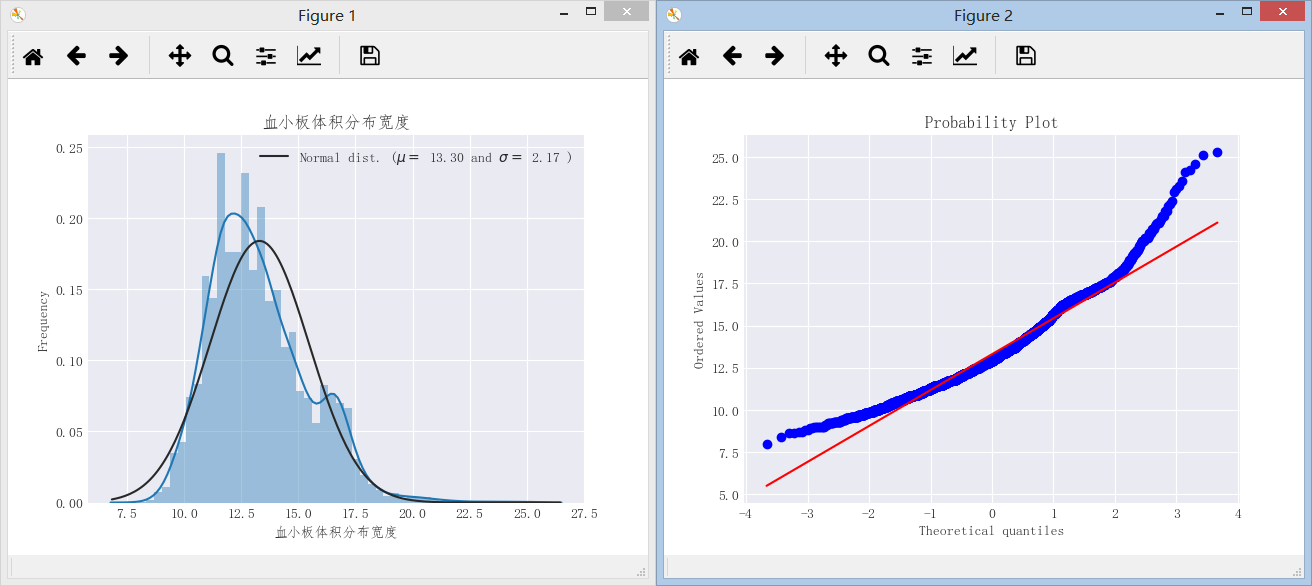 Figure 1
血小板体积分布宽度
Normal dist. (μ= 13.30 and σ= 2.17 )
0.25
0.20
0.15
0.10
0.05
0.00
Frequency
7.5 10.0 12.5 15.0 17.5 20.0 22.5 25.0 27.5
血小板体积分布宽度
Figure 2
Probability Plot
25.0
22.5
20.0
17.5
15.0
12.5
10.0
7.5
5.0
Ordered Values
−4 −3 −2 −1 0 1 2 3 4
Theoretical quantiles